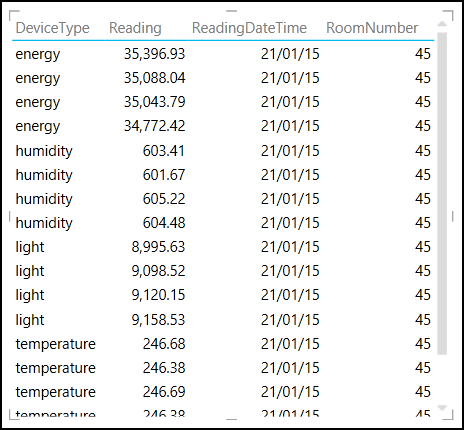 DeviceType Reading ReadingDateTime RoomNumber
energy 35,396.93 21/01/15 45
energy 35,088.04 21/01/15 45
energy 35,043.79 21/01/15 45
energy 34,772.42 21/01/15 45
humidity 603.41 21/01/15 45
humidity 601.67 21/01/15 45
humidity 605.22 21/01/15 45
humidity 604.48 21/01/15 45
light 8,995.63 21/01/15 45
light 9,098.52 21/01/15 45
light 9,120.15 21/01/15 45
light 9,158.53 21/01/15 45
temperature 246.68 21/01/15 45
temperature 246.38 21/01/15 45
temperature 246.69 21/01/15 45
temperature 246.38 21/01/15 45